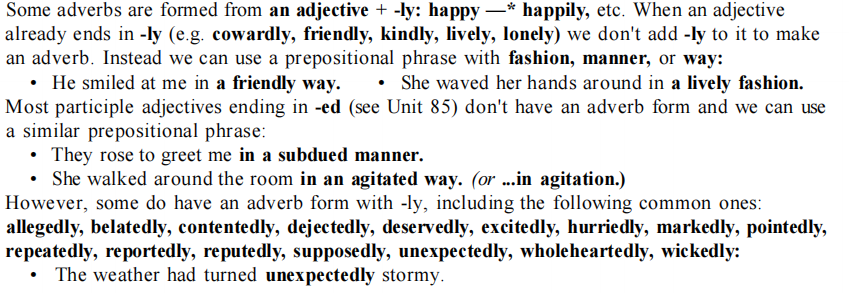 Some adverbs are formed from an adjective + -ly: happy —* happily, etc. When an adjective
already ends in -ly (e.g. cowardly, friendly, kindly, lively, lonely) we don't add -ly to it to make
an adverb. Instead we can use a prepositional phrase with fashion, manner, or way:
• He smiled at me in a friendly way. • She waved her hands around in a lively fashion.
Most participle adjectives ending in -ed (see Unit 85) don't have an adverb form and we can use
a similar prepositional phrase:
• They rose to greet me in a subdued manner.
• She walked around the room in an agitated way. (or ...in agitation.)
However, some do have an adverb form with -ly, including the following common ones:
allegedly, belatedly, contentedly, dejectedly, deservedly, excitedly, hurriedly, markedly, pointedly,
repeatedly, reportedly, reputedly, supposedly, unexpectedly, wholeheartedly, wickedly:
• The weather had turned unexpectedly stormy.